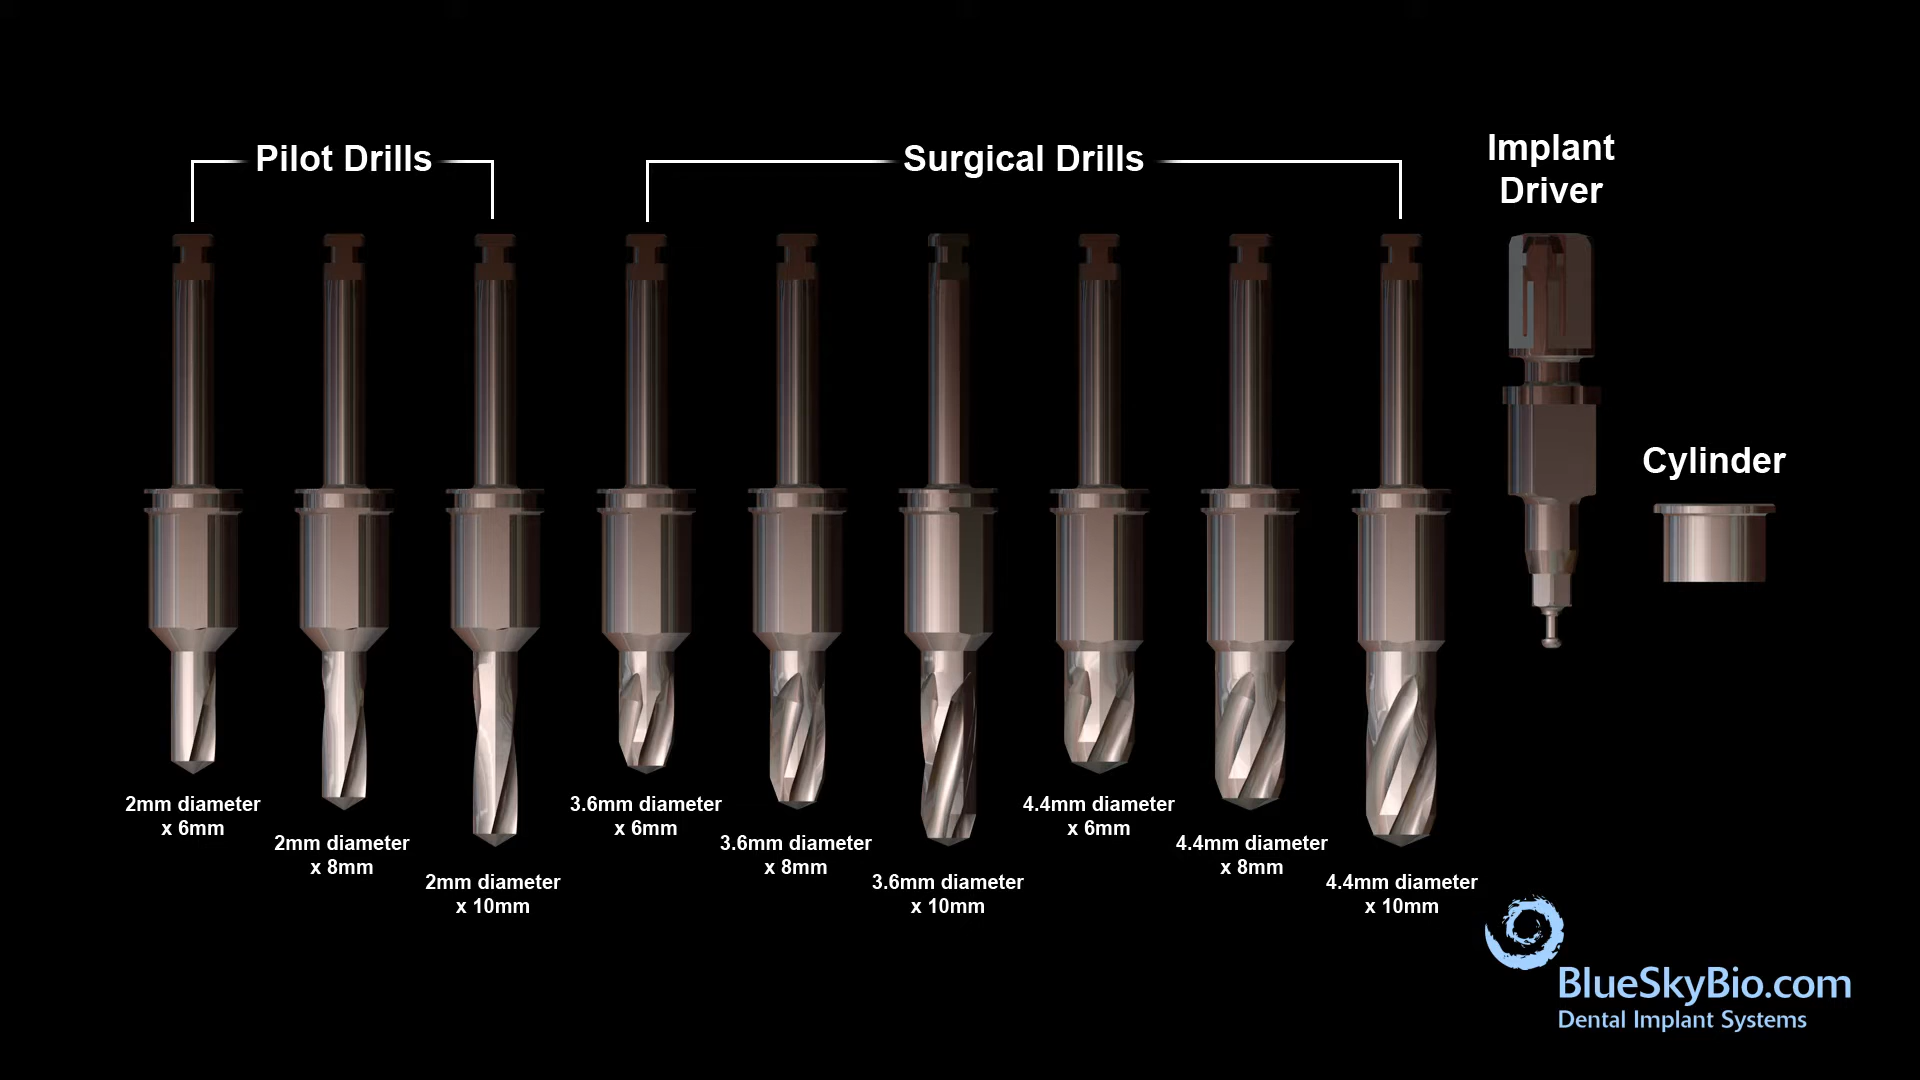 Pilot Drills
Surgical Drills
Implant
Driver
Cylinder
2mm diameter
x 6mm
2mm diameter
x 8mm
2mm diameter
x 10mm
3.6mm diameter
x 6mm
3.6mm diameter
x 8mm
3.6mm diameter
x 10mm
4.4mm diameter
x 6mm
4.4mm diameter
x 8mm
4.4mm diameter
x 10mm
BlueSkyBio.com
Dental Implant Systems